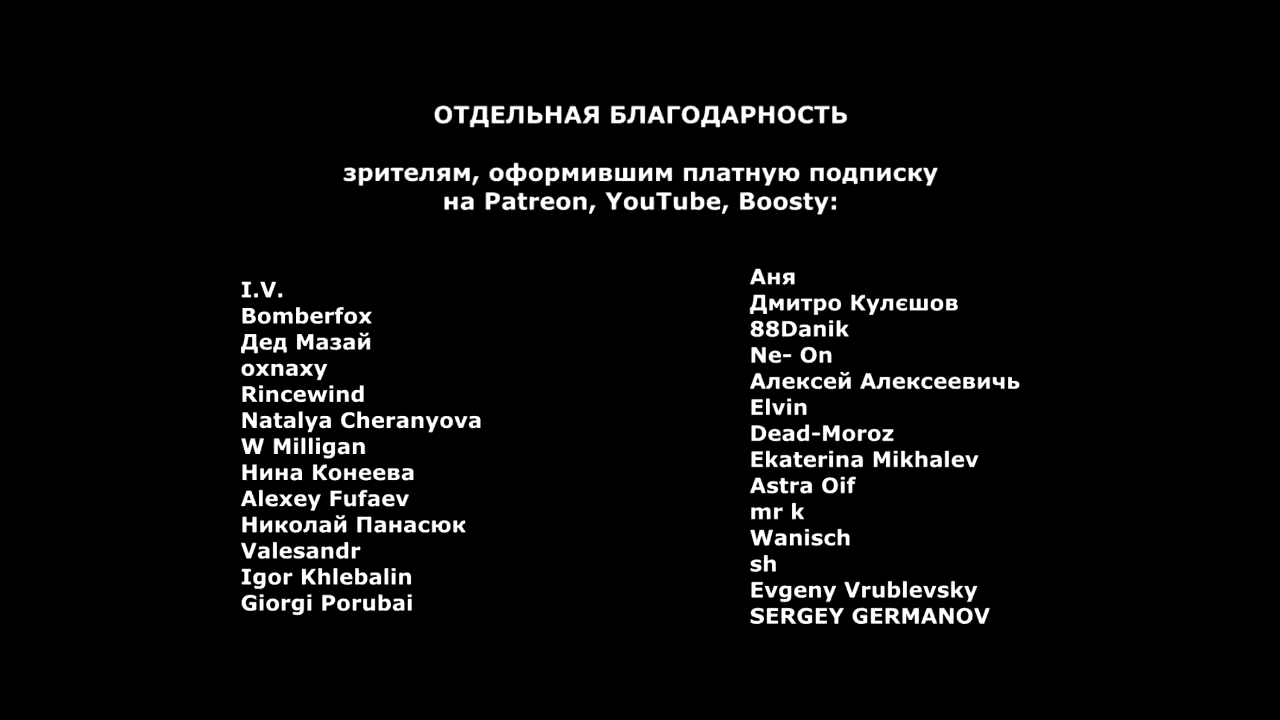 ОТДЕЛЬНАЯ БЛАГОДАРНОСТЬ
зрителям, оформившим платную подписку
на Patreon, YouTube, Boosty:
I.V.
Bomberfox
Дед Мазай
oxnaxy
Rincewind
Natalya Cheranyova
W Milligan
Нина Конеева
Alexey Fufaev
Николай Панасюк
Valesandr
Igor Khlebalin
Giorgi Porubai
Аня
Дмитро Кулєшов
88Danik
Ne- On
Алексей Алексеевичь
Elvin
Dead-Moroz
Ekaterina Mikhalev
Astra Oif
mr k
Wanisch
sh
Evgeny Vrublevsky
SERGEY GERMANOV